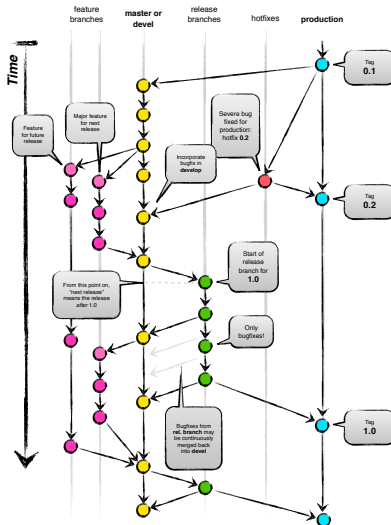 feature
branches
master or
devel
release
branches
hotfixes
production
Time
Tag
0.1
Feature
for future
release
Major feature
for next
release
Severe bug
fixed for
production:
hotfix 0.2
Incorporate
bugfix in
develop
Tag
0.2
Start of
release
branch for
1.0
From this point on,
"next release"
means the release
after 1.0
Only
bugfixes!
Bugfixes from
rel. branch may
be continuously
merged back
into devel
Tag
1.0